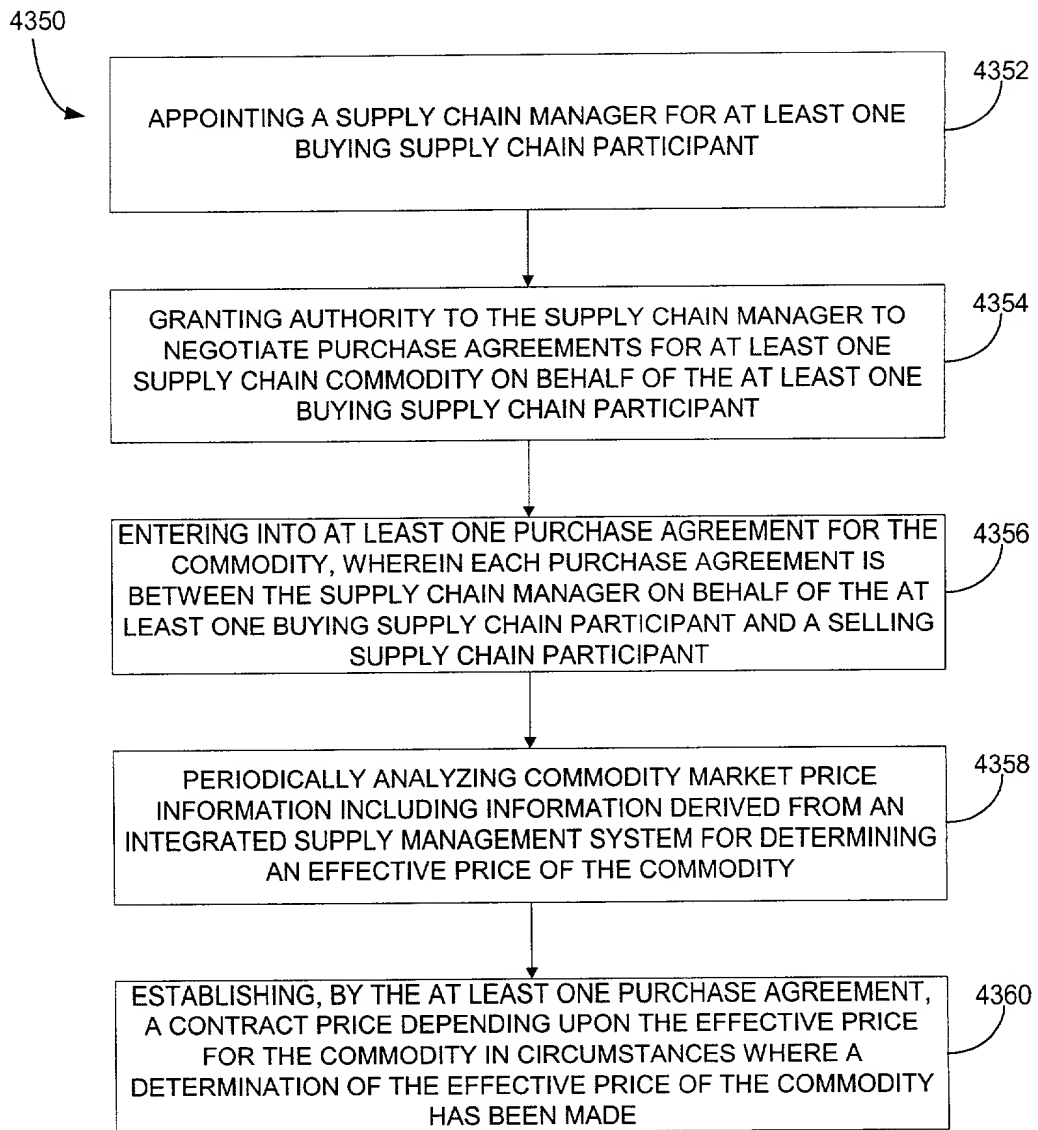 4350
4352
APPOINTING A SUPPLY CHAIN MANAGER FOR AT LEAST ONE
BUYING SUPPLY CHAIN PARTICIPANT
4354
GRANTING AUTHORITY TO THE SUPPLY CHAIN MANAGER TO
NEGOTIATE PURCHASE AGREEMENTS FOR AT LEAST ONE
SUPPLY CHAIN COMMODITY ON BEHALF OF THE AT LEAST ONE
BUYING SUPPLY CHAIN PARTICIPANT
4356
ENTERING INTO AT LEAST ONE PURCHASE AGREEMENT FOR THE
COMMODITY, WHEREIN EACH PURCHASE AGREEMENT IS
BETWEEN THE SUPPLY CHAIN MANAGER ON BEHALF OF THE AT
LEAST ONE BUYING SUPPLY CHAIN PARTICIPANT AND A SELLING
SUPPLY CHAIN PARTICIPANT
4358
PERIODICALLY ANALYZING COMMODITY MARKET PRICE
INFORMATION INCLUDING INFORMATION DERIVED FROM AN
INTEGRATED SUPPLY MANAGEMENT SYSTEM FOR DETERMINING
AN EFFECTIVE PRICE OF THE COMMODITY
4360
ESTABLISHING, BY THE AT LEAST ONE PURCHASE AGREEMENT,
A CONTRACT PRICE DEPENDING UPON THE EFFECTIVE PRICE
FOR THE COMMODITY IN CIRCUMSTANCES WHERE A
DETERMINATION OF THE EFFECTIVE PRICE OF THE COMMODITY
HAS BEEN MADE